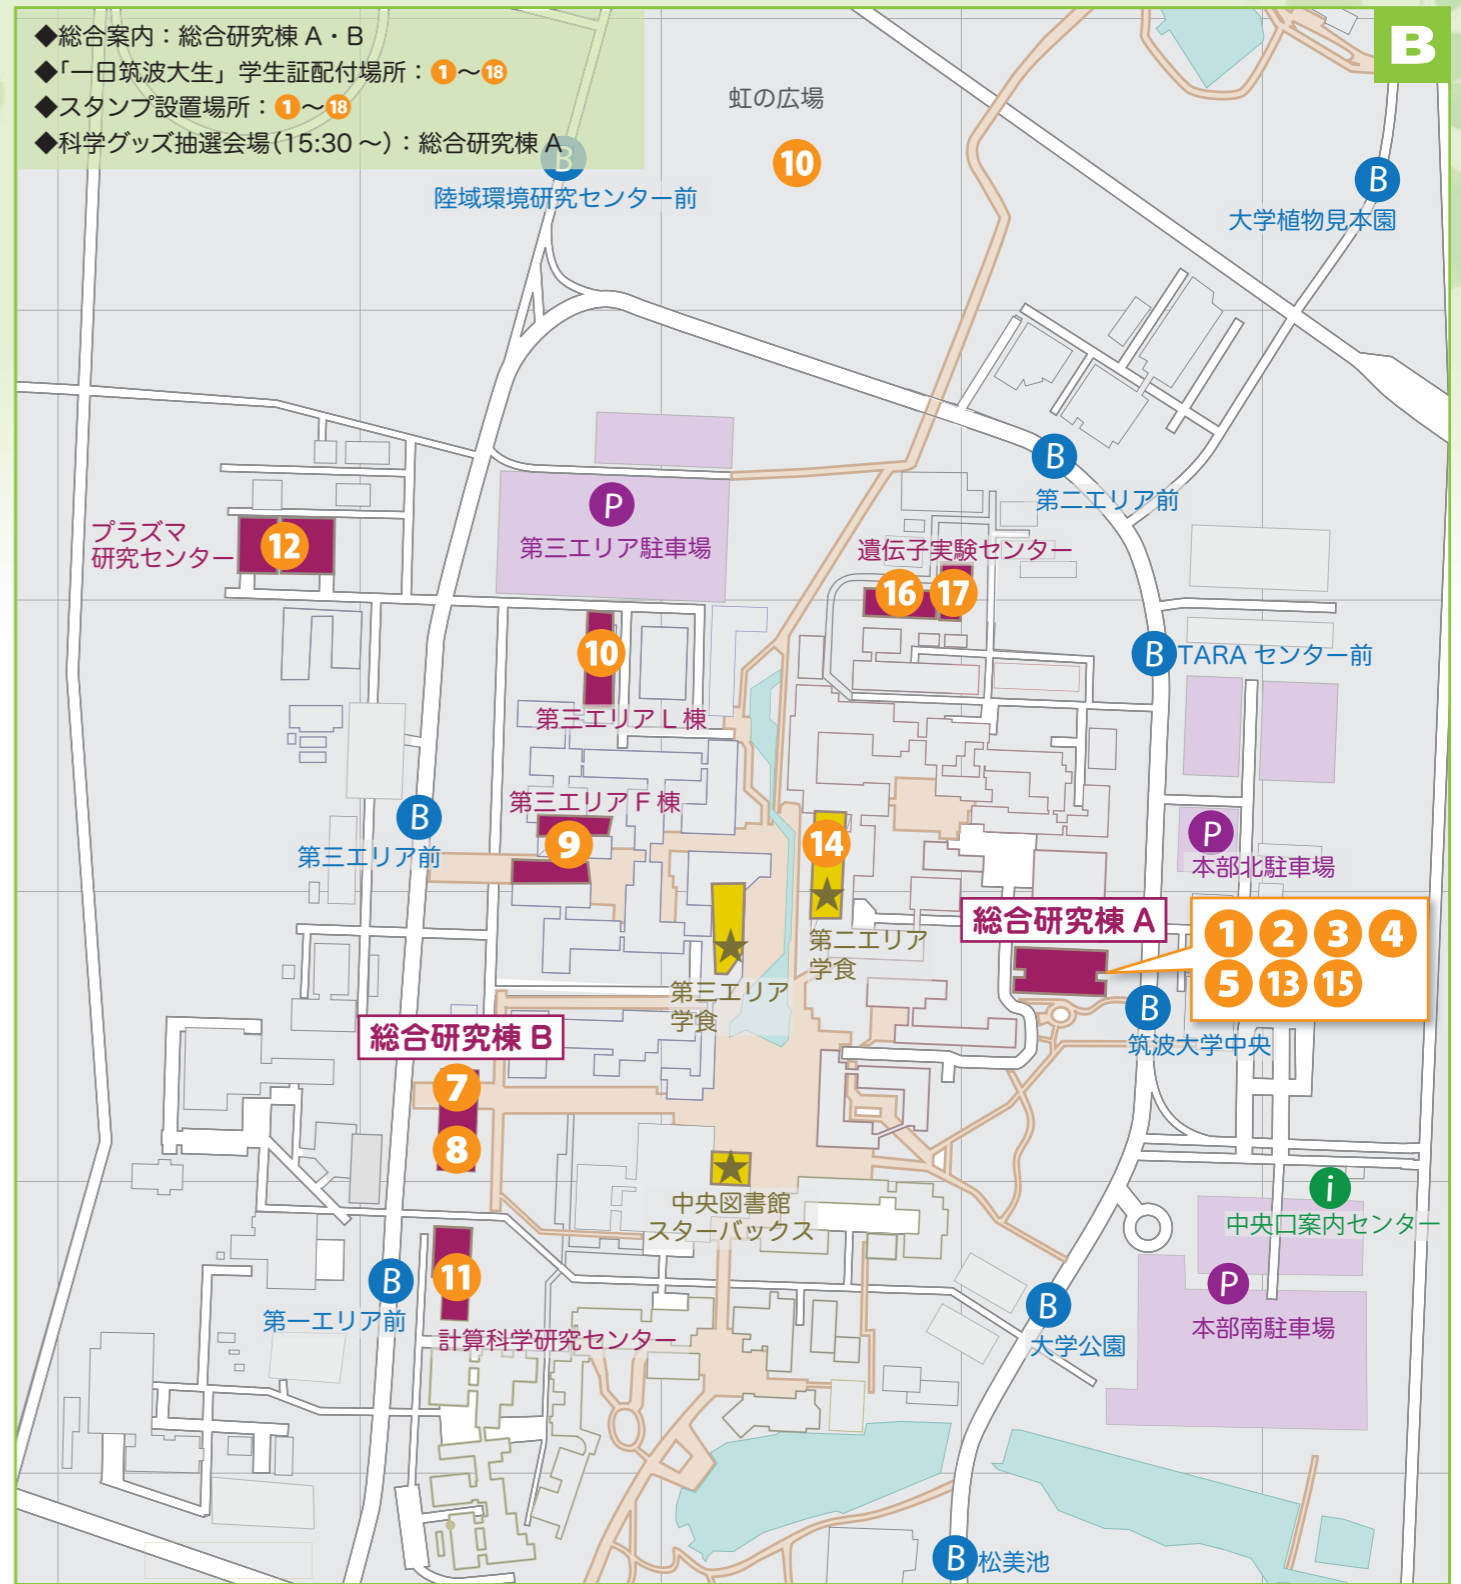 ◆総合案内：総合研究棟 A・B
◆「一日筑波大生」学生証配付場所：1～18
◆スタンプ設置場所：1～18
◆科学グッズ抽選会場(15:30 ～)：総合研究棟 A
B
虹の広場
10
B
陸域環境研究センター前
B
大学植物見本園
B
第二エリア前
P
第三エリア駐車場
プラズマ
研究センター
12
遺伝子実験センター
16 17
10
第三エリア L 棟
B TARA センター前
第三エリア F 棟
9
B
第三エリア前
14
P
本部北駐車場
総合研究棟 A
1 2 3 4
5 13 15
第二エリア
学食
第三エリア
学食
B
筑波大学中央
総合研究棟 B
7
8
中央図書館
スターバックス
i
中央口案内センター
11
B
第一エリア前
計算科学研究センター
P
本部南駐車場
B
大学公園
B 松美池